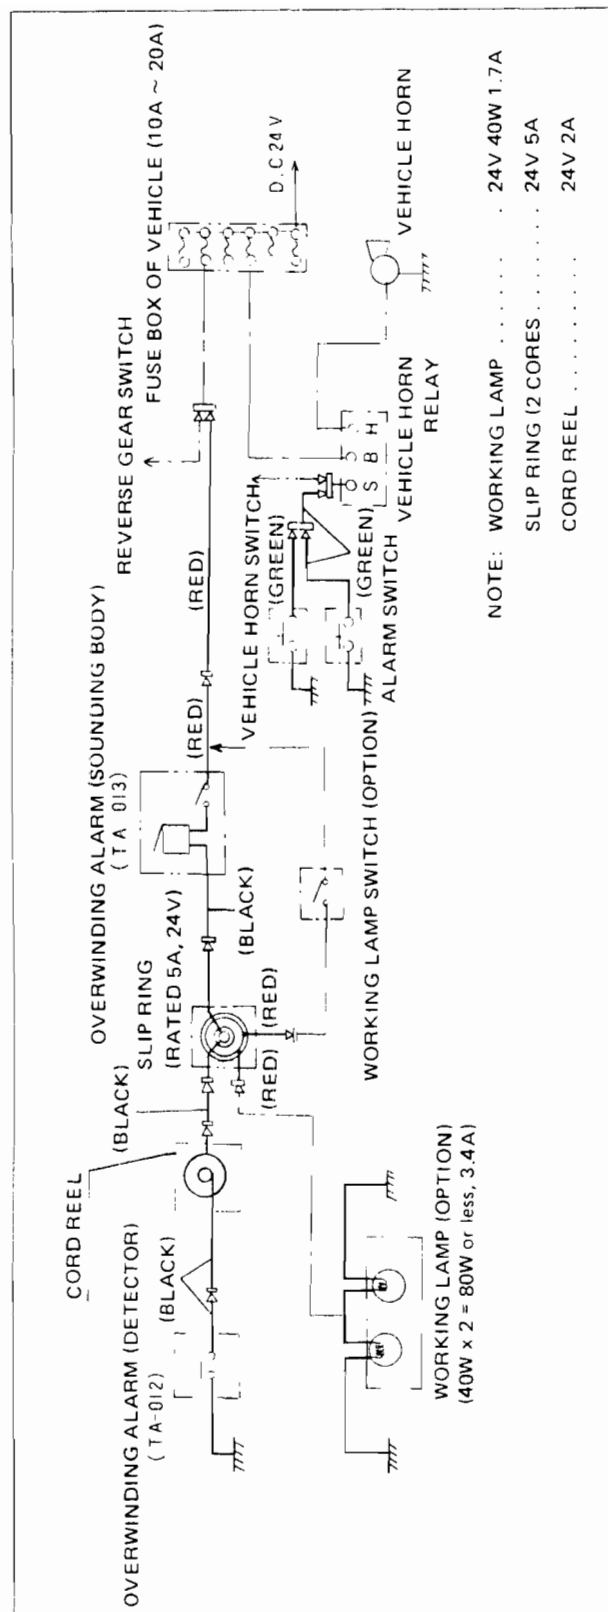 OVERWINDING ALARM (DETECTOR)
(TA-012)
(BLACK)
CORD REEL
(BLACK)
SLIP RING
(RATED 5A, 24V)
OVERWINDING ALARM (SOUNDING BODY)
(TA 013)
(BLACK)
(RED)
(RED)
(RED)
(RED)
REVERSE GEAR SWITCH
FUSE BOX OF VEHICLE (10A ~ 20A)
D.C 24V
VEHICLE HORN SWITCH
(GREEN)
(GREEN)
ALARM SWITCH
S B H
VEHICLE HORN
RELAY
VEHICLE HORN
WORKING LAMP SWITCH (OPTION)
WORKING LAMP (OPTION)
(40W x 2 = 80W or less, 3.4A)
NOTE: WORKING LAMP . . . . . . . 24V 40W 1.7A
SLIP RING (2 CORES . . . . . . . . 24V 5A
CORD REEL . . . . . . . . . . 24V 2A